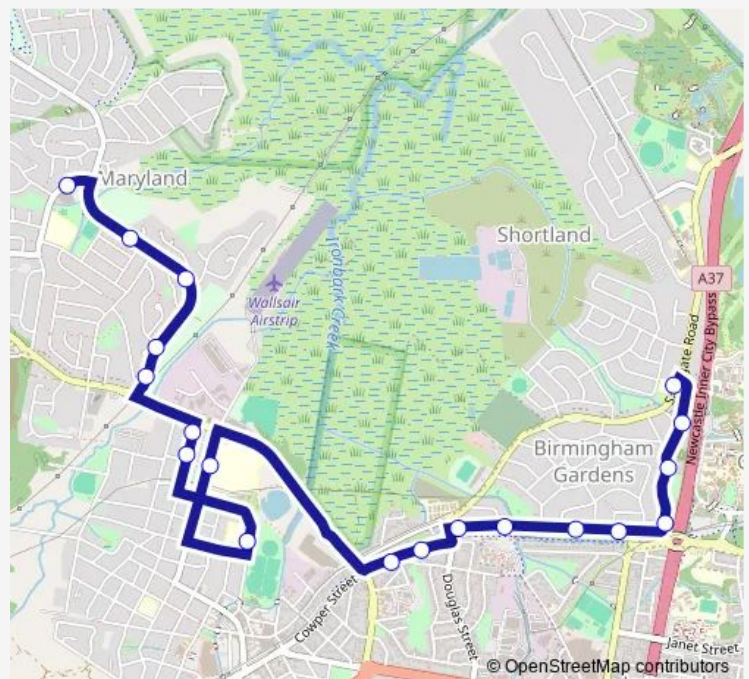 Maryland
Shortland
Ironbark Creek
A37
Wallsair
Airstrip
Newcastle Inner City Bypass
Birmingham
Gardens
Cowper Street
Douglas Street
Janet Street
© OpenStreetMap contributors